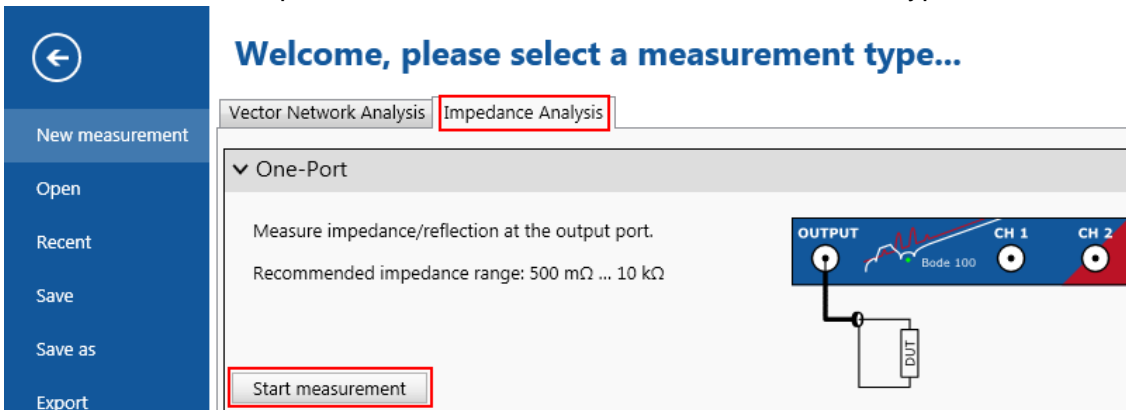 Welcome, please select a measurement type...
Vector Network Analysis Impedance Analysis
New measurement
Open
Recent
Save
Save as
Export
One-Port
Measure impedance/reflection at the output port.
Recommended impedance range: 500 mΩ ... 10 kΩ
OUTPUT CH 1 CH 2
Bode 100
DUT
Start measurement